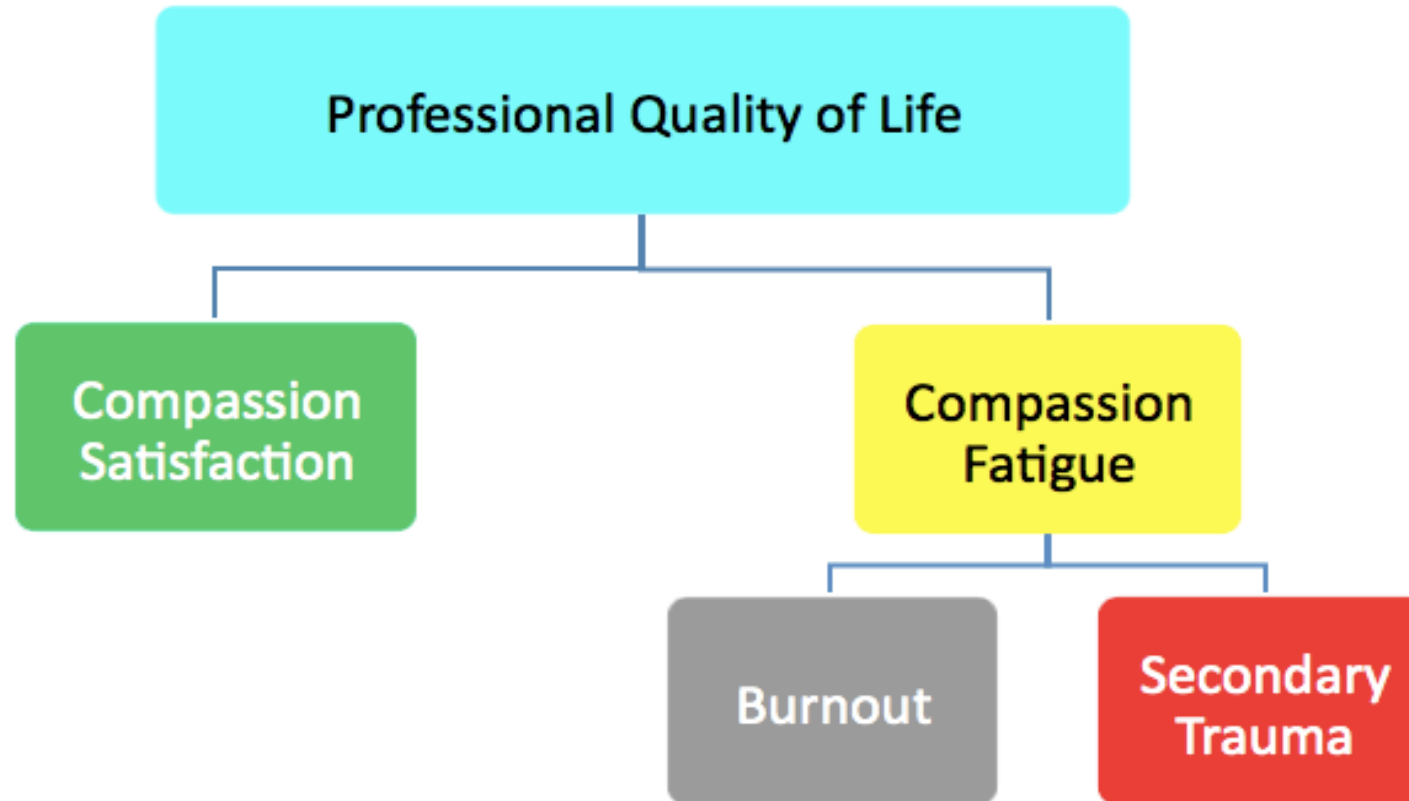 Professional Quality of Life
Compassion
Satisfaction
Compassion
Fatigue
Burnout
Secondary
Trauma